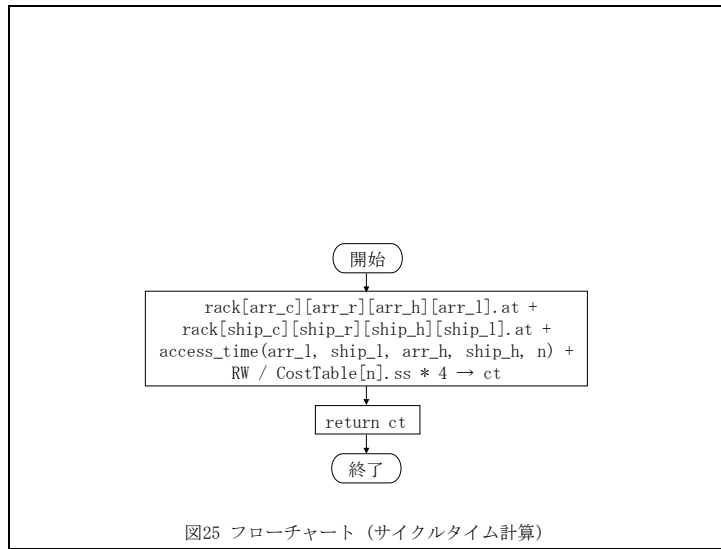 開始
rack[arr_c][arr_r][arr_h][arr_l].at +
rack[ship_c][ship_r][ship_h][ship_l].at +
access_time(arr_l, ship_l, arr_h, ship_h, n) +
RW / CostTable[n].ss * 4 → ct
return ct
終了
図25 フローチャート (サイクルタイム計算)